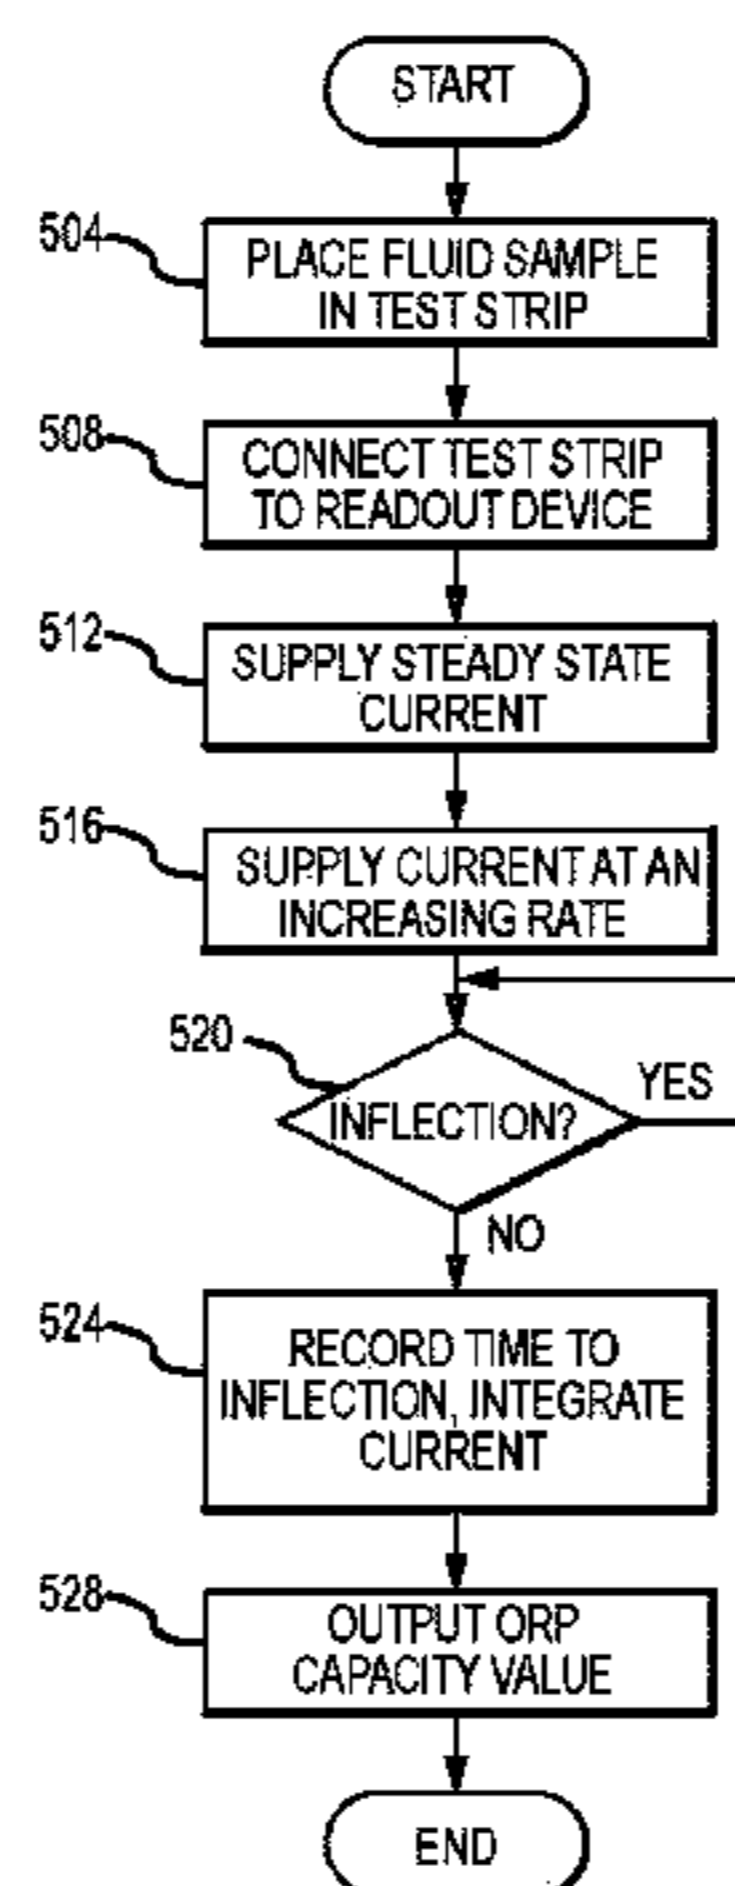 START
504
PLACE FLUID SAMPLE
IN TEST STRIP
508
CONNECT TEST STRIP
TO READOUT DEVICE
512
SUPPLY STEADY STATE
CURRENT
516
SUPPLY CURRENT AT AN
INCREASING RATE
520
INFLECTION?
YES
NO
524
RECORD TIME TO
INFLECTION, INTEGRATE
CURRENT
528
OUTPUT ORP
CAPACITY VALUE
END